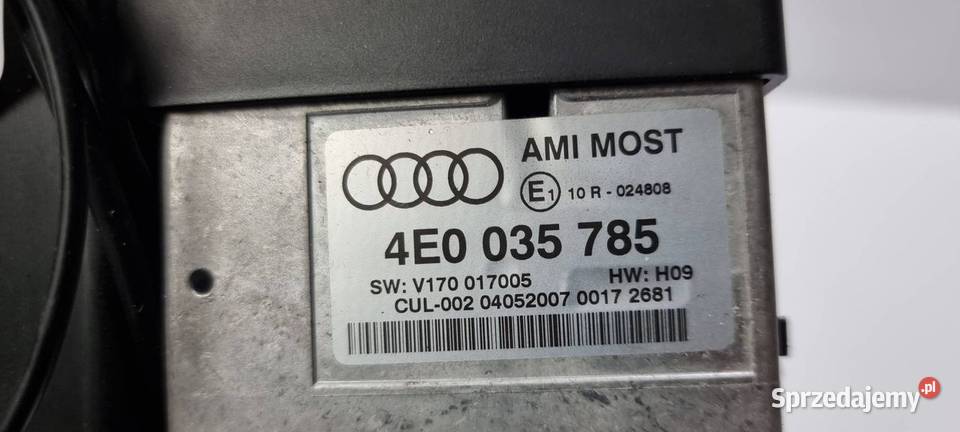 AMI MOST
E1 10 R - 024808
4E0 035 785
SW: V170 017005 HW: H09
CUL-002 04052007 0017 2681
Sprzedajemy.pl